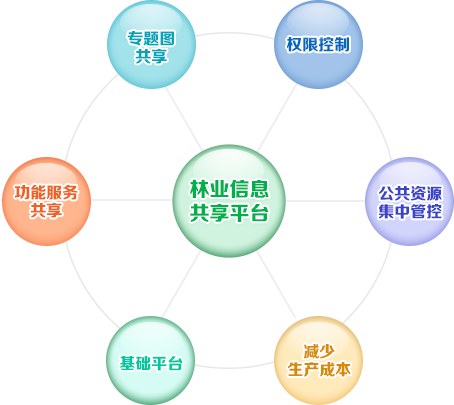 专题图
共享
权限控制
功能服务
共享
林业信息
共享平台
公共资源
集中管控
基础平台
减少
生产成本